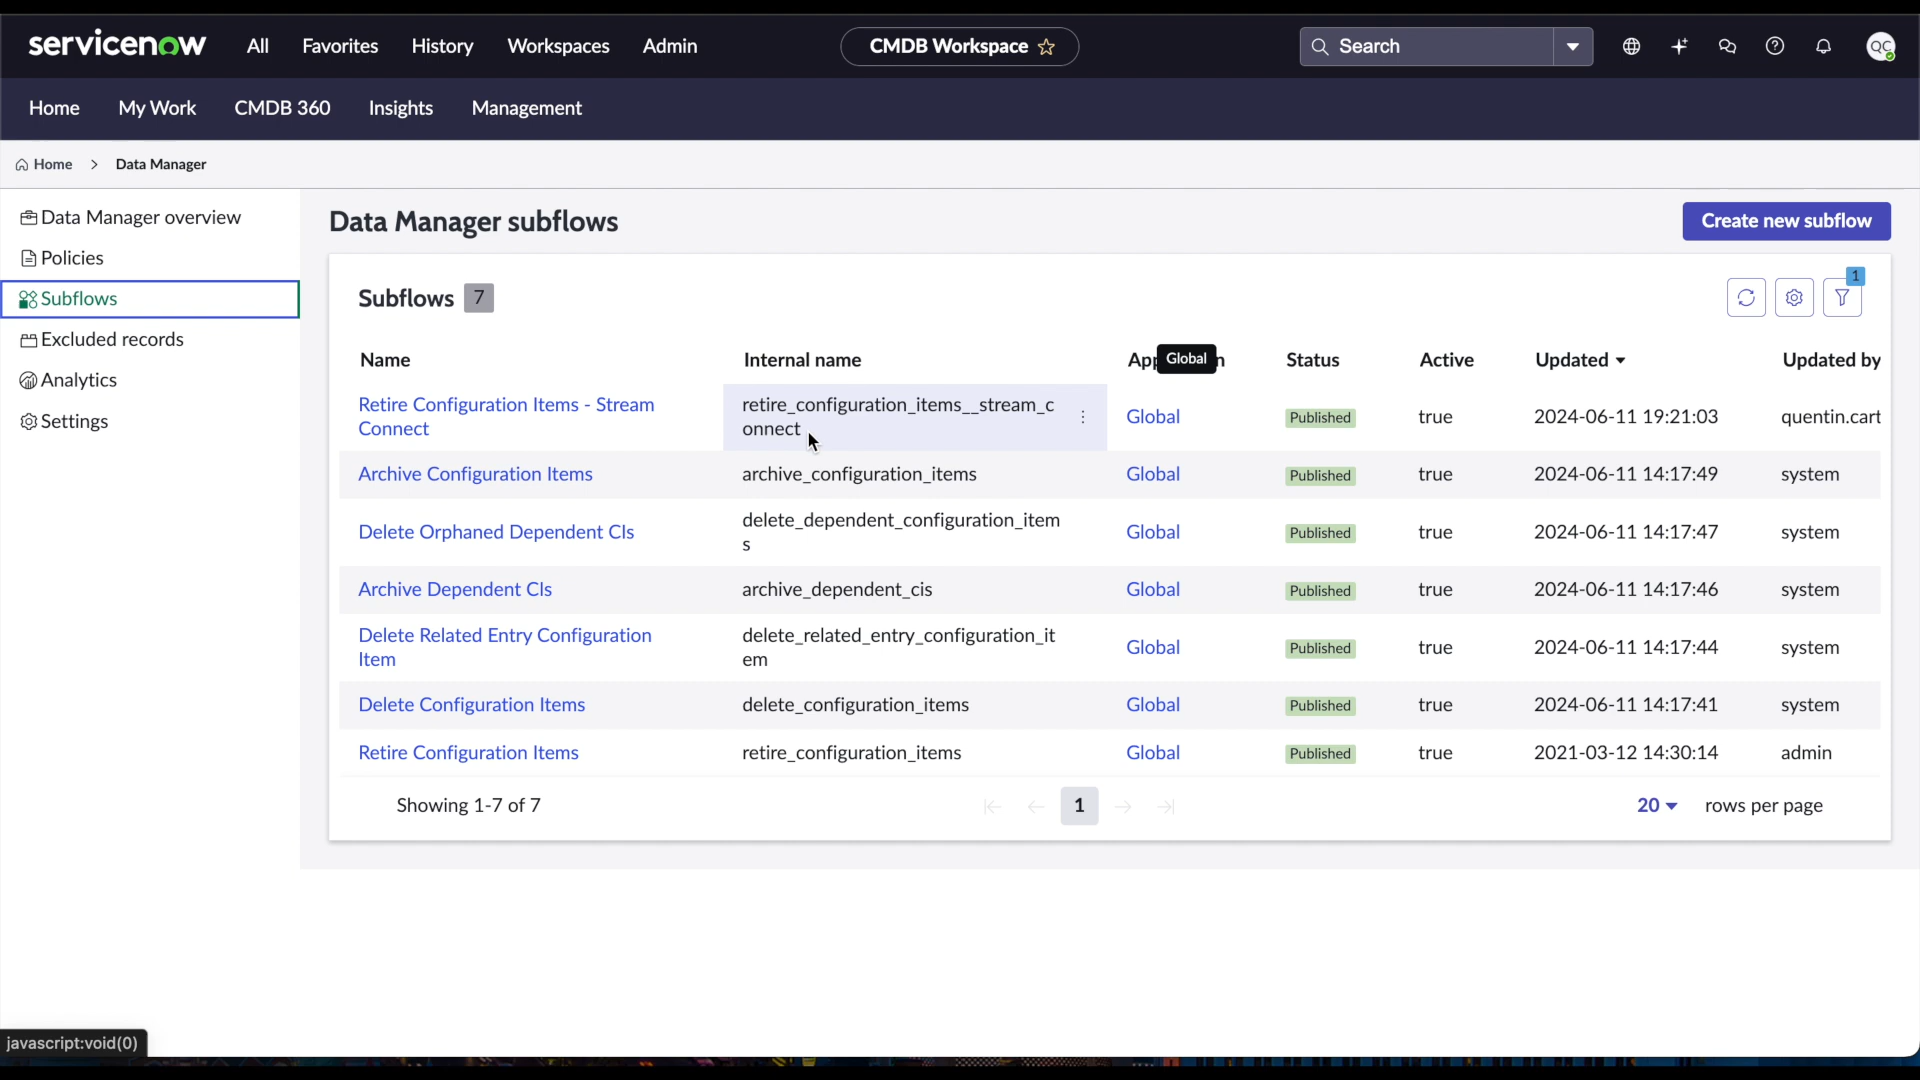 servicenow All Favorites History Workspaces Admin CMDB Workspace Search QC
Home My Work CMDB 360 Insights Management
Home > Data Manager
Data Manager overview
Policies
Subflows
Excluded records
Analytics
Settings
Data Manager subflows Create new subflow
Subflows 7 1
Name Internal name App Global n Status Active Updated Updated by
Retire Configuration Items - Stream
Connect
retire_configuration_items__stream_c
onnect
Global Published true 2024-06-11 19:21:03 quentin.cart
Archive Configuration Items archive_configuration_items Global Published true 2024-06-11 14:17:49 system
Delete Orphaned Dependent CIs
delete_dependent_configuration_item
s
Global Published true 2024-06-11 14:17:47 system
Archive Dependent CIs archive_dependent_cis Global Published true 2024-06-11 14:17:46 system
Delete Related Entry Configuration
Item
delete_related_entry_configuration_it
em
Global Published true 2024-06-11 14:17:44 system
Delete Configuration Items delete_configuration_items Global Published true 2024-06-11 14:17:41 system
Retire Configuration Items retire_configuration_items Global Published true 2021-03-12 14:30:14 admin
Showing 1-7 of 7 1 20 rows per page
javascript:void(0)